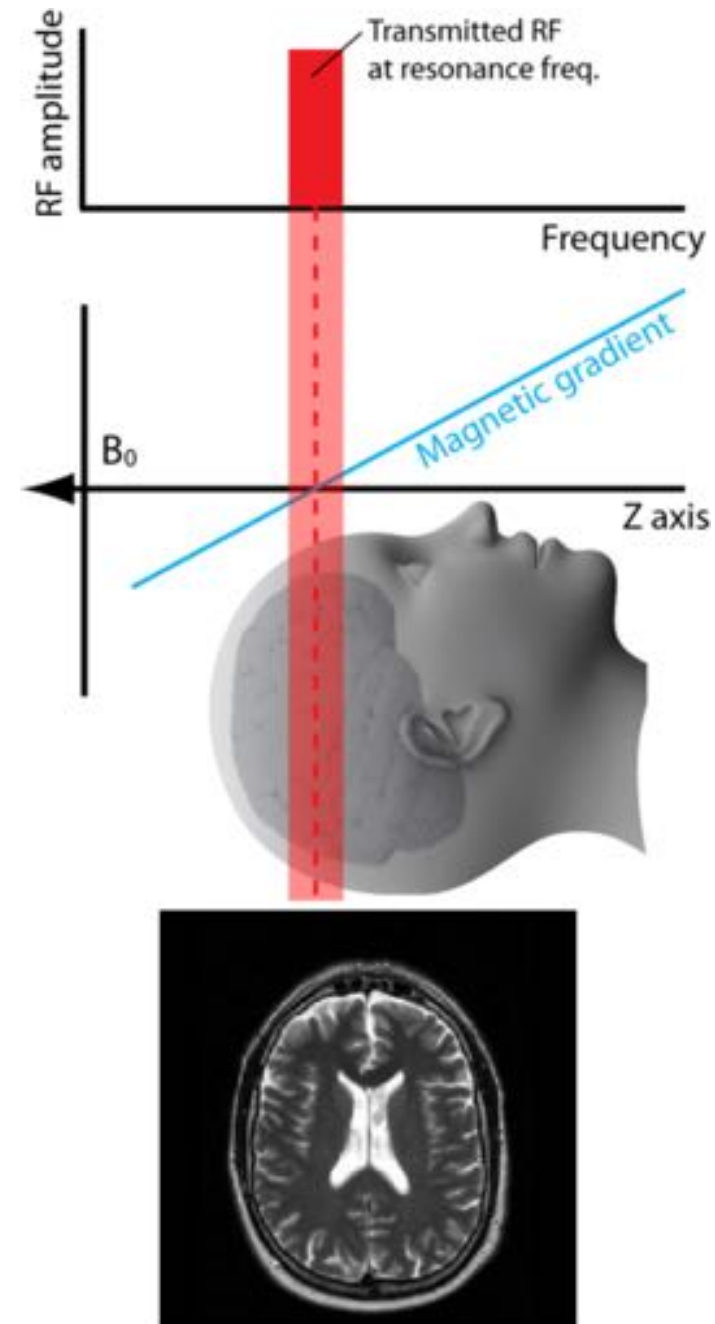 RF amplitude
Transmitted RF
at resonance freq.
Frequency
Magnetic gradient
B₀
Z axis